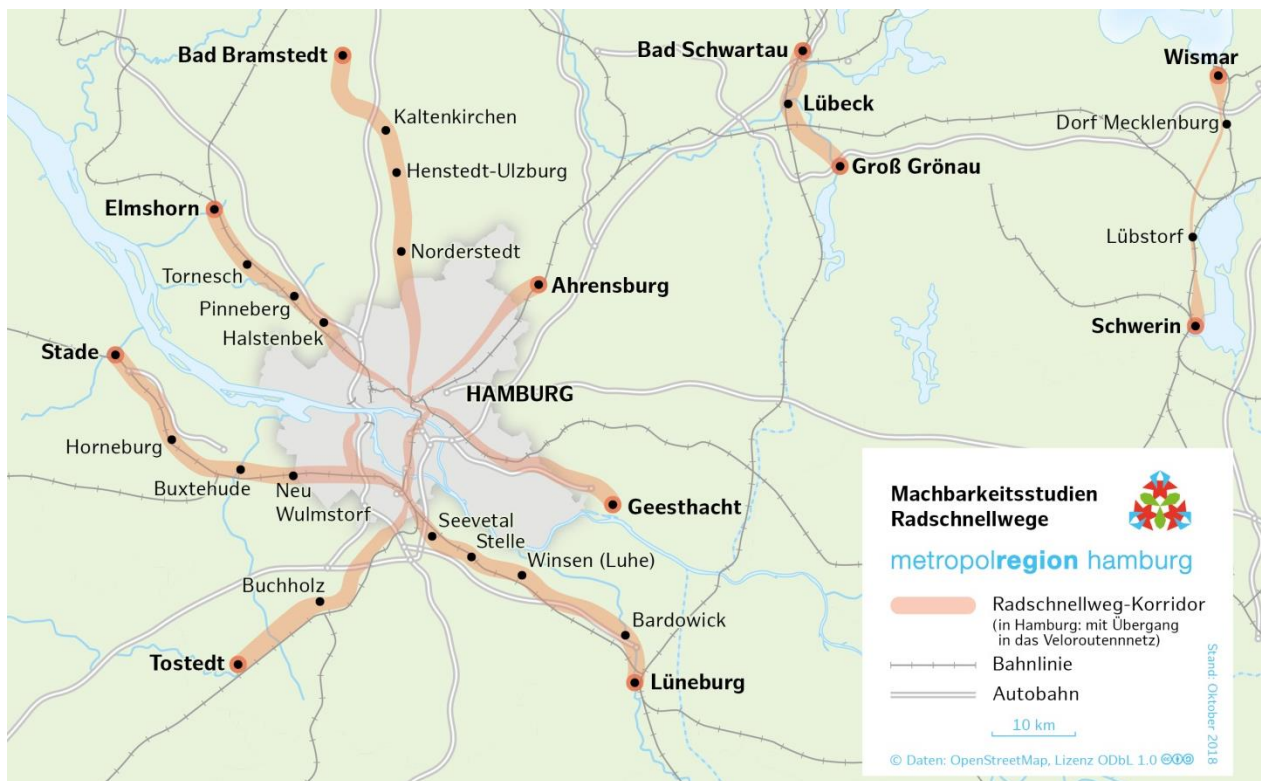 Bad Bramstedt
Bad Schwartau
Wismar
Kaltenkirchen
Lübeck
Dorf Mecklenburg
Henstedt-Ulzburg
Groß Grönau
Elmshorn
Norderstedt
Lübstorf
Tornesch
Ahrensburg
Pinneberg
Halstenbek
Schwerin
Stade
HAMBURG
Horneburg
Buxtehude
Neu
Wulmstorf
Geesthacht
Seevetal
Stelle
Winsen (Luhe)
Buchholz
Bardowick
Tostedt
Lüneburg
Machbarkeitsstudien
Radschnellwege
metropolregion hamburg
Radschnellweg-Korridor
(in Hamburg: mit Übergang
in das Veloroutennnetz)
Bahnlinie
Autobahn
10 km
Stand: Oktober 2018
© Daten: OpenStreetMap, Lizenz ODbL 1.0